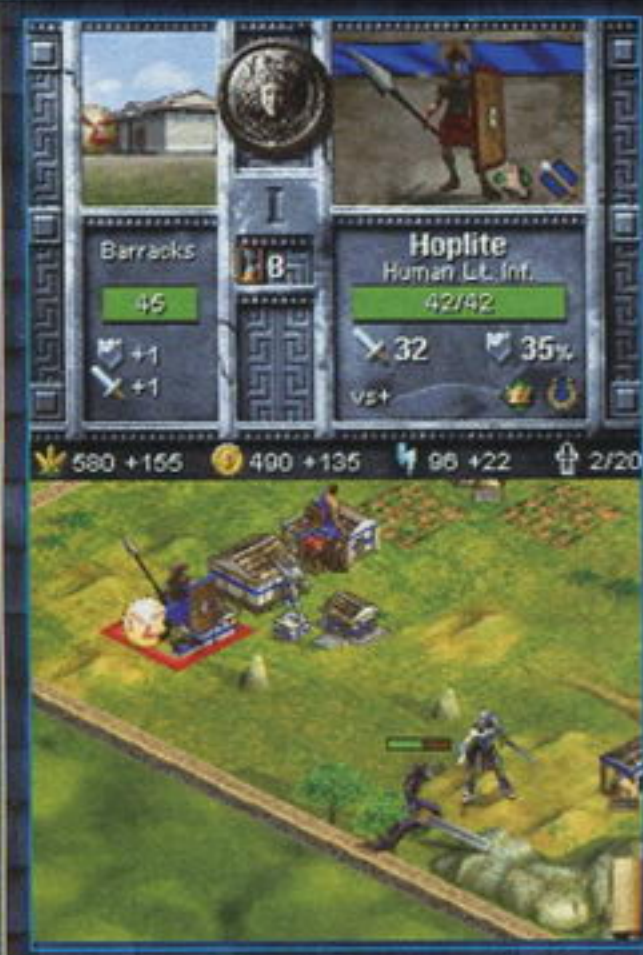 I
Barracks
46
+1
+1
8
Hoplite
Human Lt. Inf.
42/42
32
35%
vs+
580 +155
490 +135
96 +22
2/20